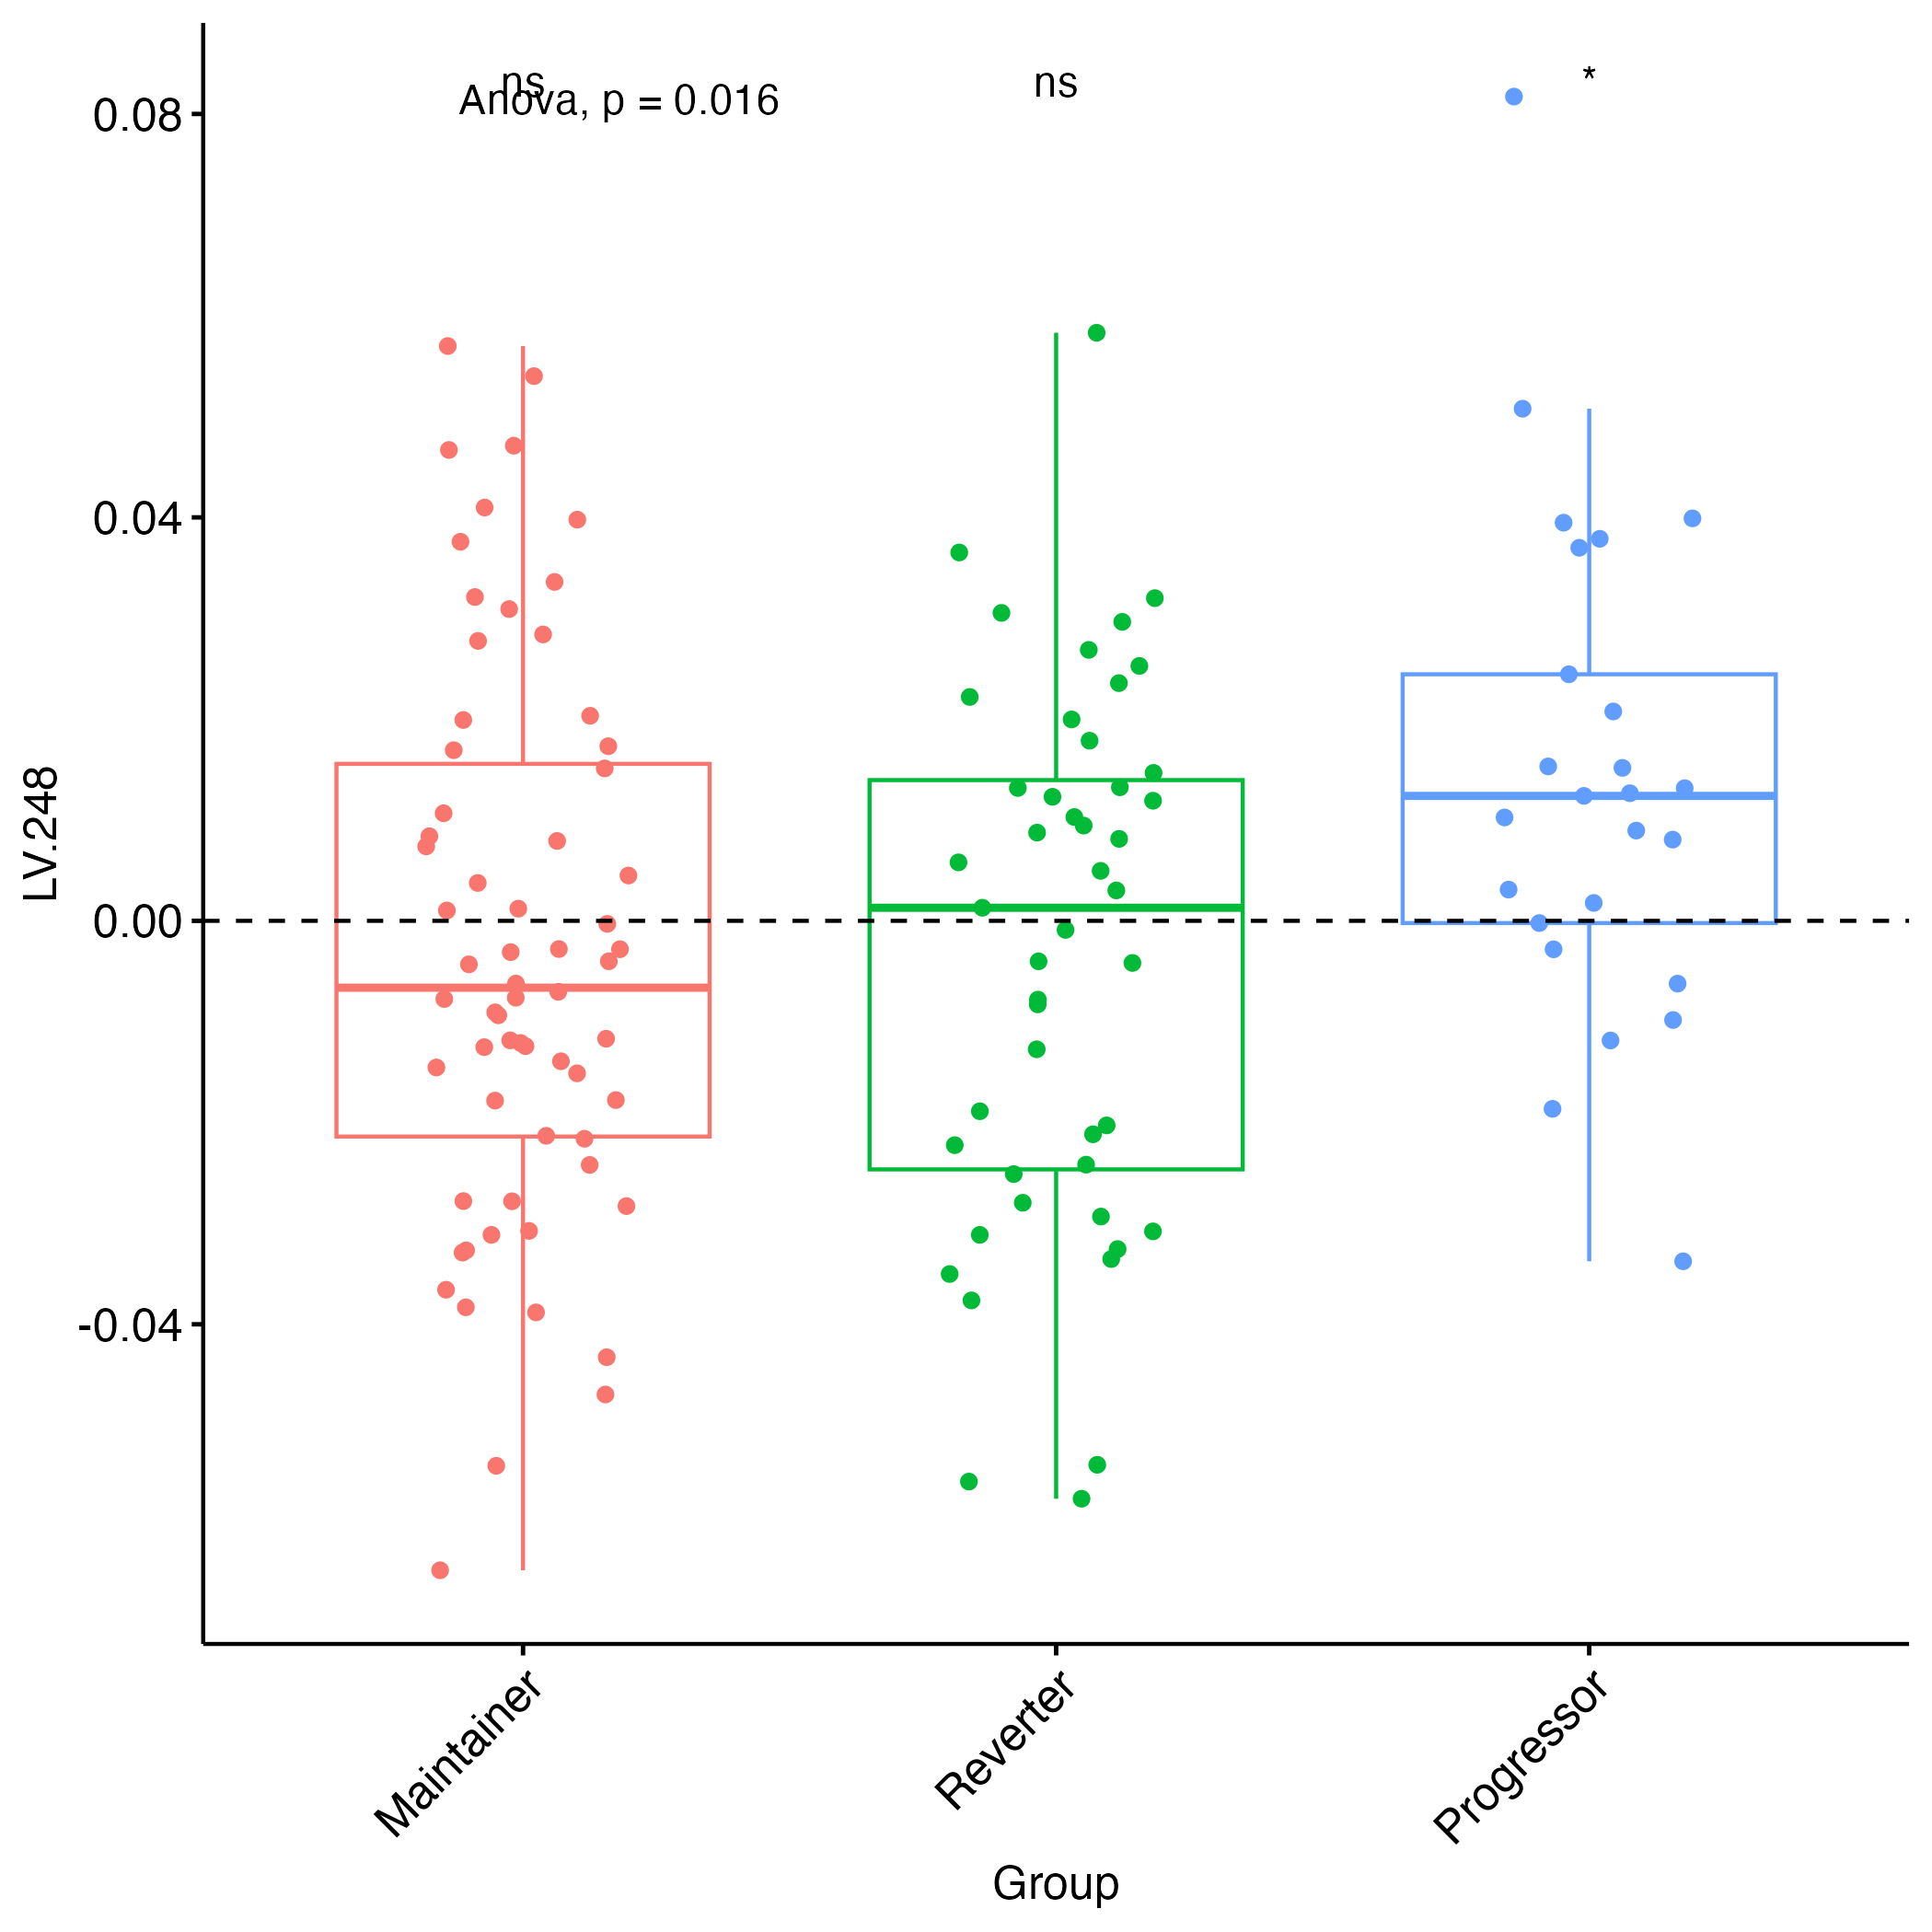 ns
ns
*
Anova, p = 0.016
0.08
0.04
0.00
-0.04
LV.248
Maintainer
Reverter
Progressor
Group